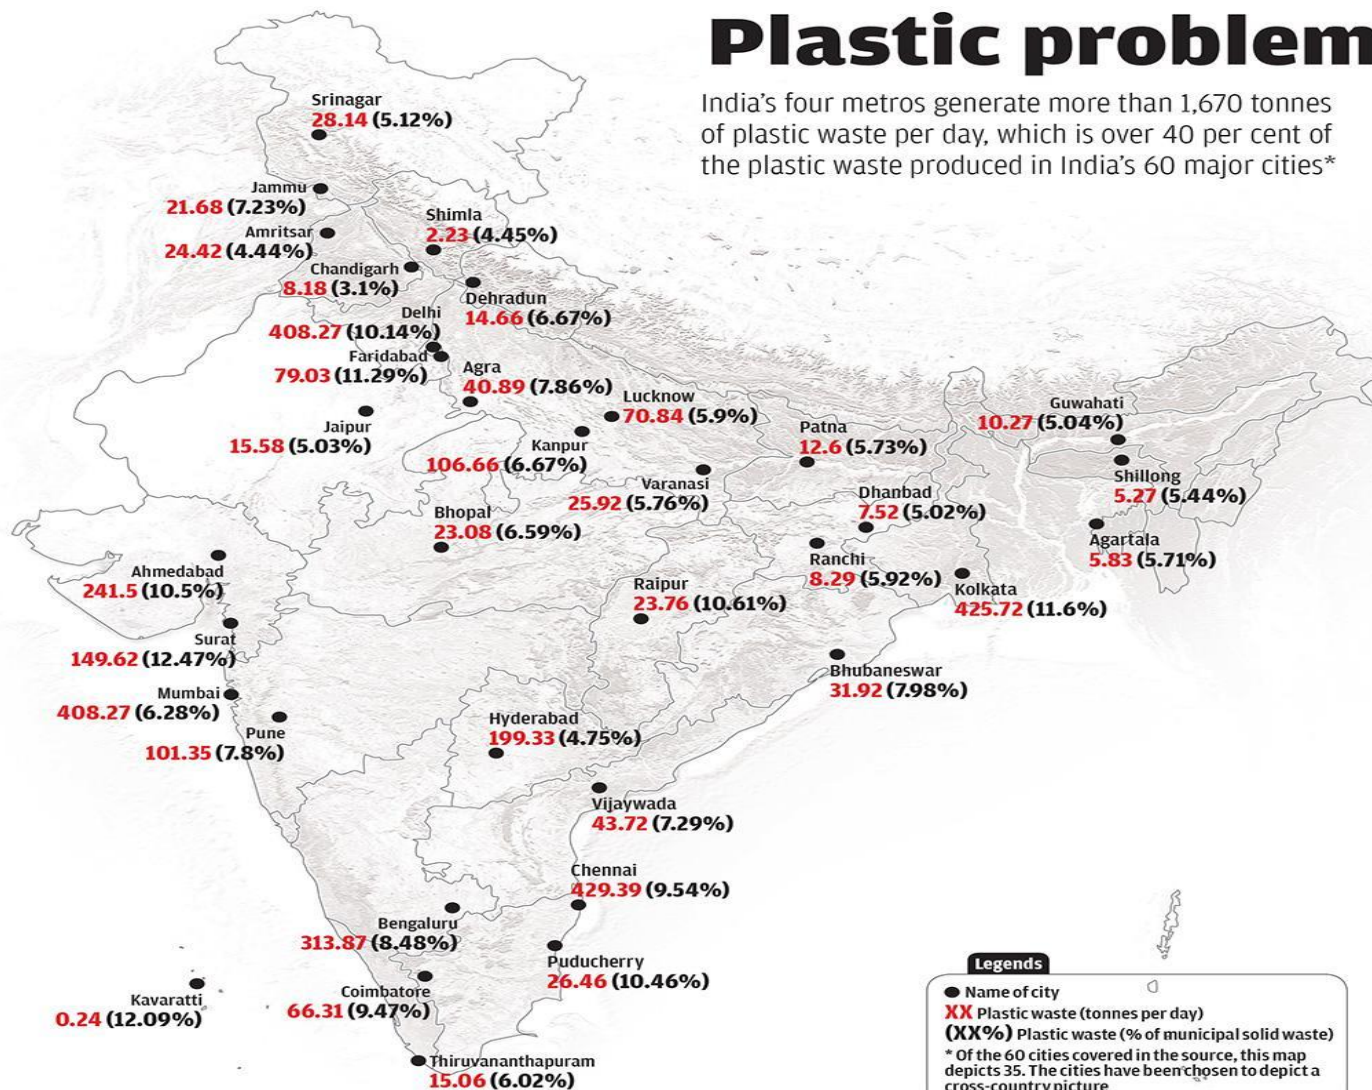 Plastic problem
India's four metros generate more than 1,670 tonnes
of plastic waste per day, which is over 40 per cent of
the plastic waste produced in India's 60 major cities*
Srinagar
28.14 (5.12%)
Jammu
21.68 (7.23%)
Amritsar
24.42 (4.44%)
Shimla
2.23 (4.45%)
Chandigarh
8.18 (3.1%)
Dehradun
14.66 (6.67%)
Delhi
408.27 (10.14%)
Faridabad
79.03 (11.29%)
Agra
40.89 (7.86%)
Lucknow
70.84 (5.9%)
Jaipur
15.58 (5.03%)
Kanpur
106.66 (6.67%)
Patna
12.6 (5.73%)
Guwahati
10.27 (5.04%)
Varanasi
25.92 (5.76%)
Shillong
5.27 (5.44%)
Bhopal
23.08 (6.59%)
Dhanbad
7.52 (5.02%)
Agartala
5.83 (5.71%)
Ranchi
8.29 (5.92%)
Ahmedabad
241.5 (10.5%)
Raipur
23.76 (10.61%)
Kolkata
425.72 (11.6%)
Surat
149.62 (12.47%)
Bhubaneswar
31.92 (7.98%)
Mumbai
408.27 (6.28%)
Pune
101.35 (7.8%)
Hyderabad
199.33 (4.75%)
Vijaywada
43.72 (7.29%)
Chennai
429.39 (9.54%)
Bengaluru
313.87 (8.48%)
Puducherry
26.46 (10.46%)
Kavaratti
0.24 (12.09%)
Coimbatore
66.31 (9.47%)
Thiruvananthapuram
15.06 (6.02%)
Legends
Name of city
XX Plastic waste (tonnes per day)
(XX%) Plastic waste (% of municipal solid waste)
* Of the 60 cities covered in the source, this map
depicts 35. The cities have been chosen to depict a
cross-country picture